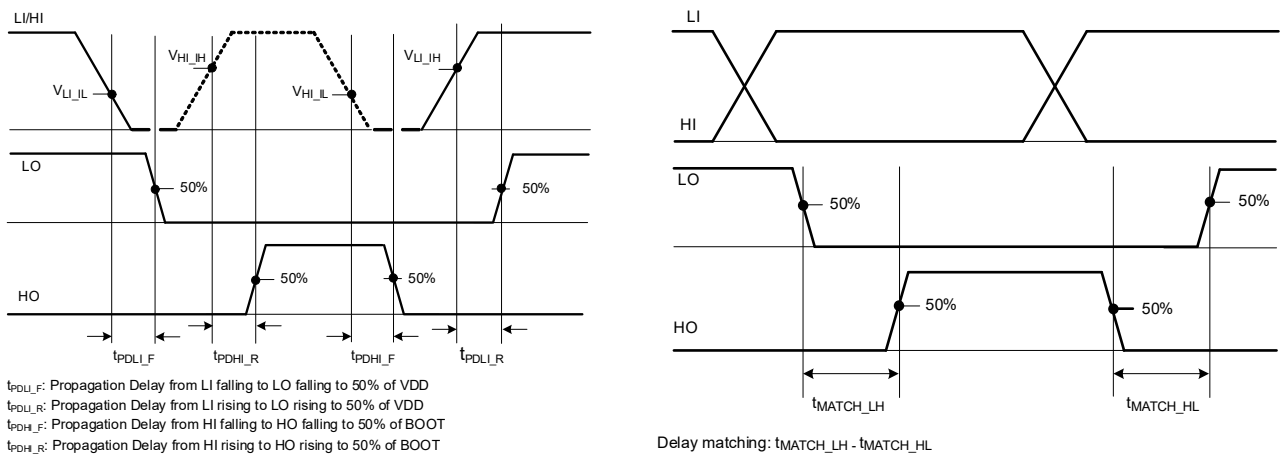 LI/HI
V_HI_IH
V_LI_IH
V_LI_IL
V_HI_IL
LO
50%
50%
HO
50%
50%
t_PDLI_F
t_PDHI_R
t_PDHI_F
t_PDLI_R
t_PDLI_F: Propagation Delay from LI falling to LO falling to 50% of VDD
t_PDLI_R: Propagation Delay from LI rising to LO rising to 50% of VDD
t_PDHI_F: Propagation Delay from HI falling to HO falling to 50% of BOOT
t_PDHI_R: Propagation Delay from HI rising to HO rising to 50% of BOOT
LI
HI
LO
50%
50%
HO
50%
50%
t_MATCH_LH
t_MATCH_HL
Delay matching: t_MATCH_LH - t_MATCH_HL